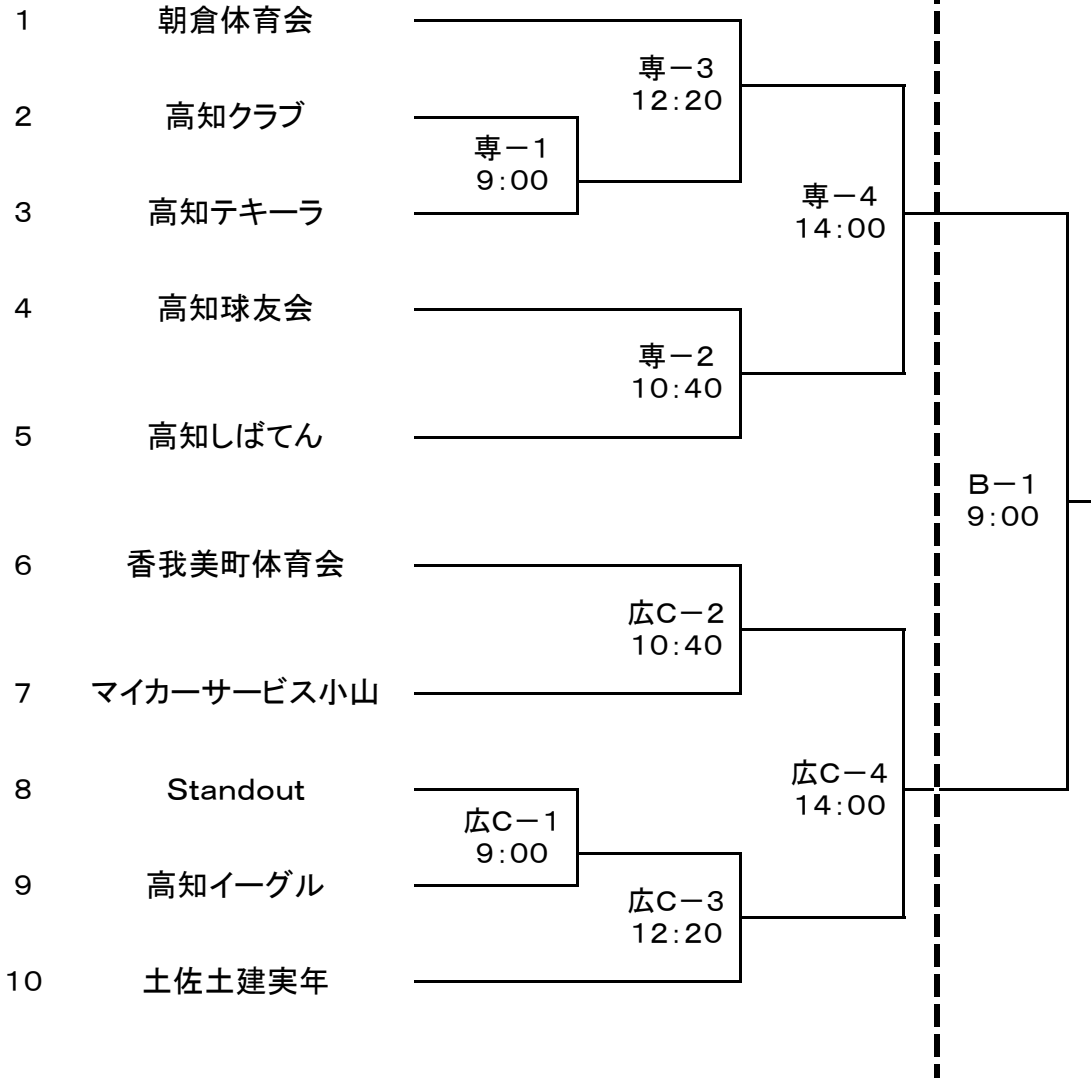 1 朝倉体育会
専－3
12:20
2 高知クラブ
専－1
9:00
3 高知テキーラ
専－4
14:00
4 高知球友会
専－2
10:40
5 高知しばてん
B－1
9:00
6 香我美町体育会
広C－2
10:40
7 マイカーサービス小山
広C－4
14:00
8 Standout
広C－1
9:00
9 高知イーグル
広C－3
12:20
10 土佐土建実年